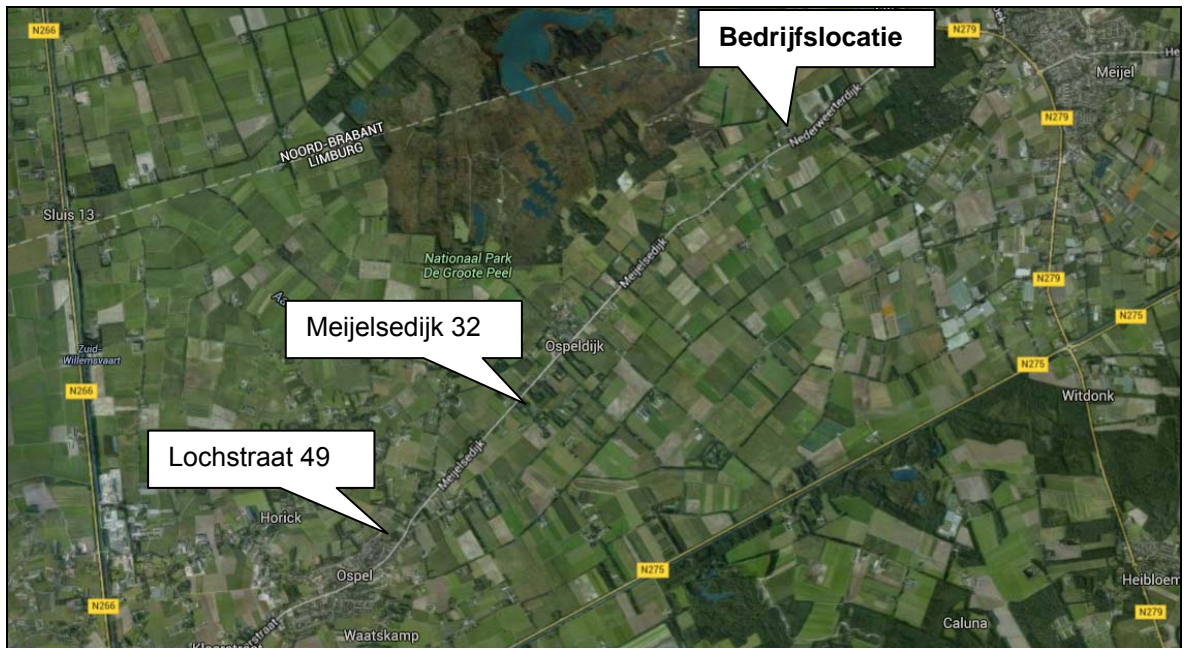 N266
Bedrijfslocatie
N279
Meijel
N279
Nederweerterdijk
NOORD-BRABANT
LIMBURG
Sluis 13
Nationaal Park
De Groote Peel
Meijelsedijk
N279
Meijelsedijk 32
N275
Ospeldijk
Zuid-
Willemsvaart
N275
N266
Witdonk
Lochstraat 49
Meijelsedijk
Horick
Ospel
N275
Heibloem
N266
N279
Caluna
Waatskamp